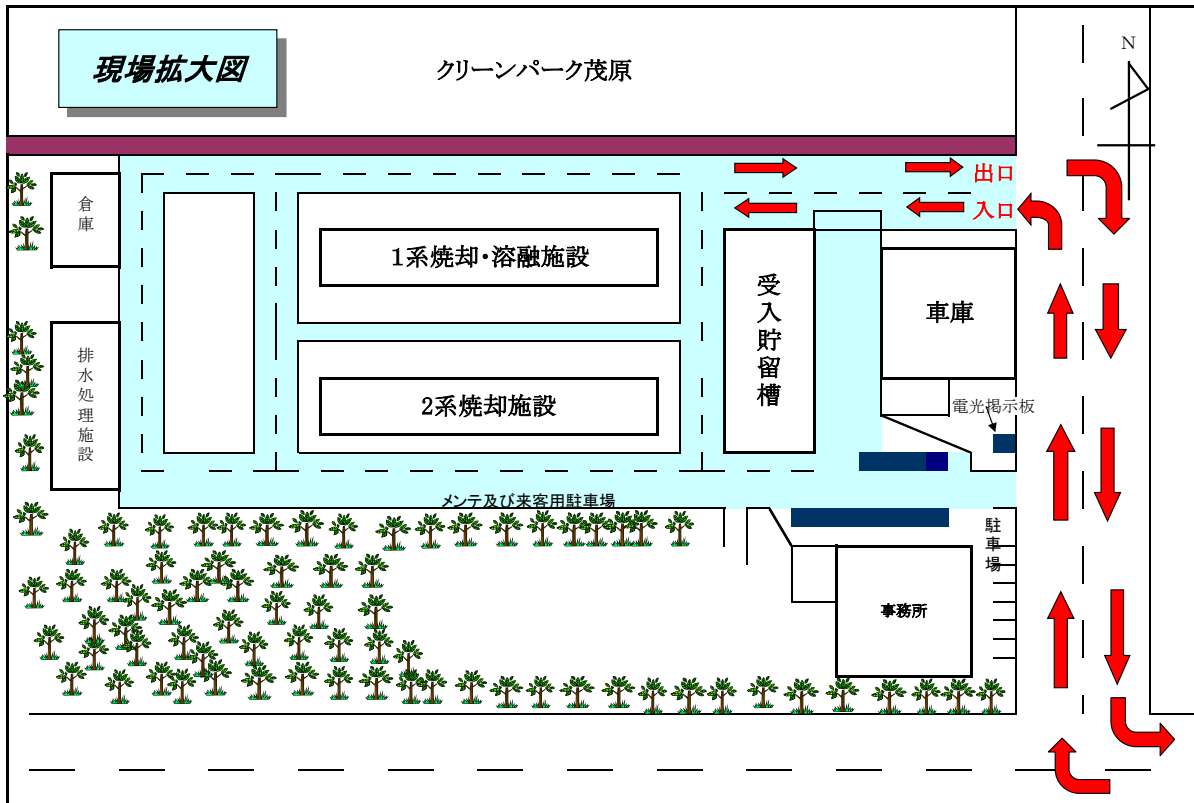 現場拡大図
クリーンパーク茂原
N
出口
入口
倉庫
1系焼却・溶融施設
受入貯留槽
車庫
排水処理施設
2系焼却施設
電光掲示板
メンテ及び来客用駐車場
駐車場
事務所